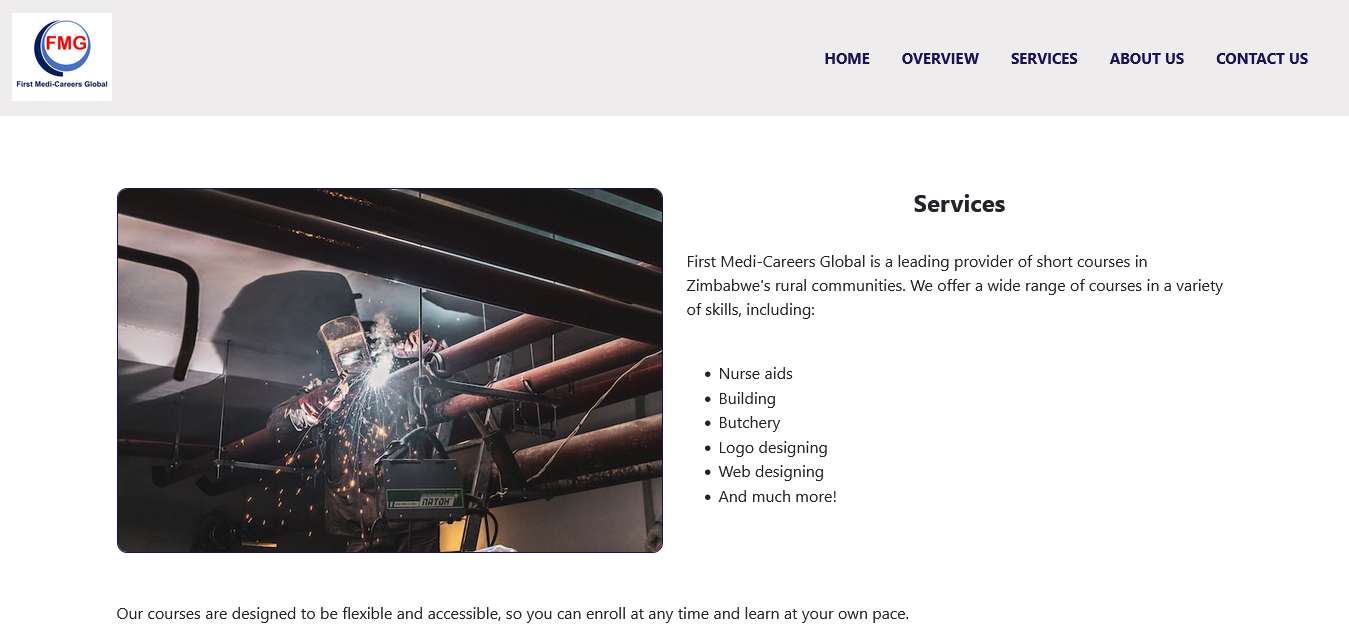 FMG
First Medi-Careers Global
HOME OVERVIEW SERVICES ABOUT US CONTACT US
Services
First Medi-Careers Global is a leading provider of short courses in
Zimbabwe's rural communities. We offer a wide range of courses in a variety
of skills, including:
Nurse aids
Building
Butchery
Logo designing
Web designing
And much more!
ПАТОН
Our courses are designed to be flexible and accessible, so you can enroll at any time and learn at your own pace.